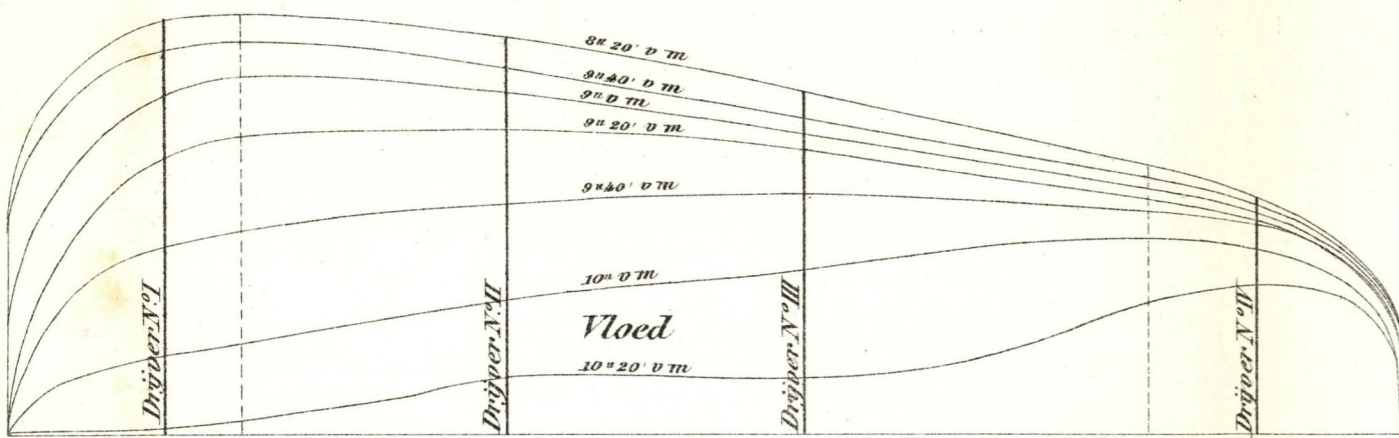 8ᵘ 20' v m
9ᵘ 40' v m
9ᵘ v m
9ᵘ 20' v m
9ᵘ 40' v m
10ᵘ v m
Vloed
10ᵘ 20' v m
Drijver Nº I
Drijver Nº II
Drijver Nº III
Drijver Nº IV